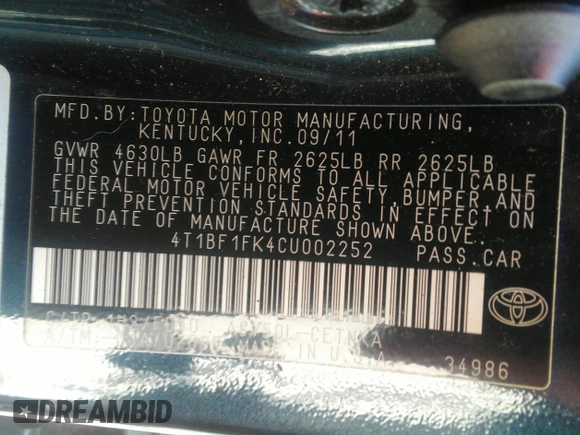 MFD.BY:TOYOTA MOTOR MANUFACTURING,
KENTUCKY,INC.09/11
GVWR 4630LB GAWR FR 2625LB RR 2625LB
THIS VEHICLE CONFORMS TO ALL APPLICABLE
FEDERAL MOTOR VEHICLE SAFETY,BUMPER,AND
THEFT PREVENTION STANDARDS IN EFFECT ON
THE DATE OF MANUFACTURE SHOWN ABOVE.
4T1BF1FK4CU002252 PASS.CAR
34986
DREAMBID